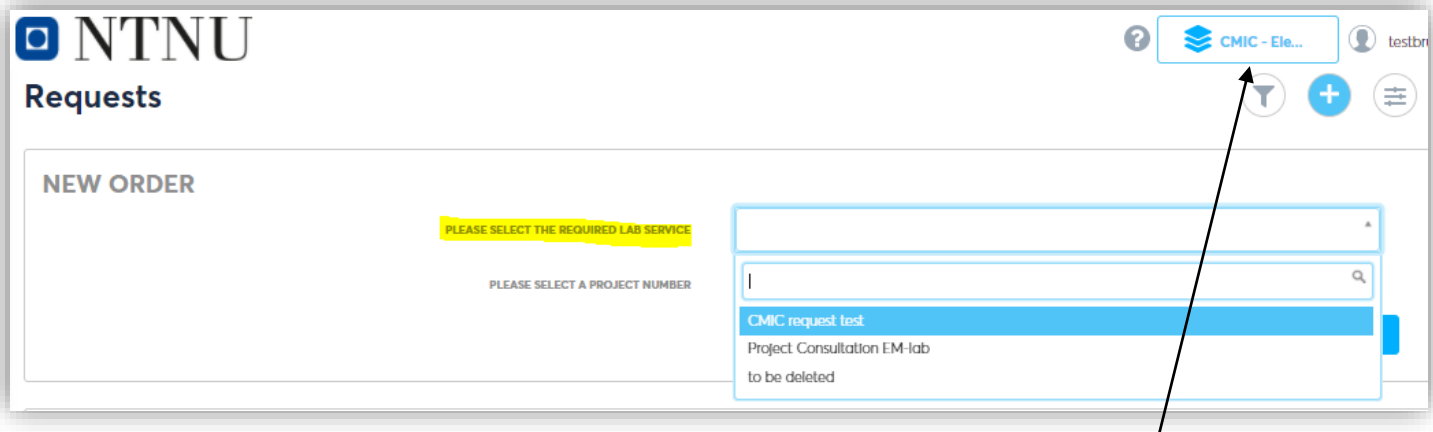 NTNU
CMIC - Ele...
Requests
NEW ORDER
PLEASE SELECT THE REQUIRED LAB SERVICE
PLEASE SELECT A PROJECT NUMBER
CMIC request test
Project Consultation EM-lab
to be deleted